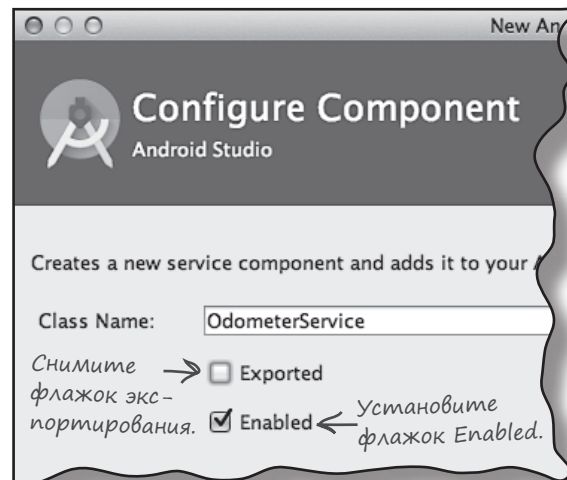 New An
Configure Component
Android Studio
Creates a new service component and adds it to your
Class Name:
OdometerService
Снимите
флажок экс-
портирования.
Exported
Enabled
Установите
флажок Enabled.